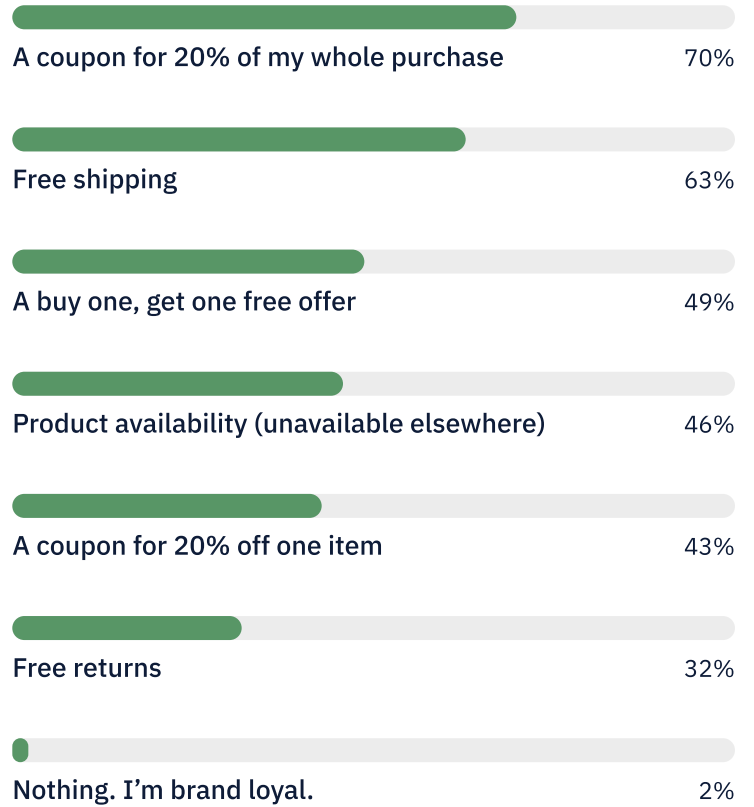 A coupon for 20% of my whole purchase 70%
Free shipping 63%
A buy one, get one free offer 49%
Product availability (unavailable elsewhere) 46%
A coupon for 20% off one item 43%
Free returns 32%
Nothing. I’m brand loyal. 2%